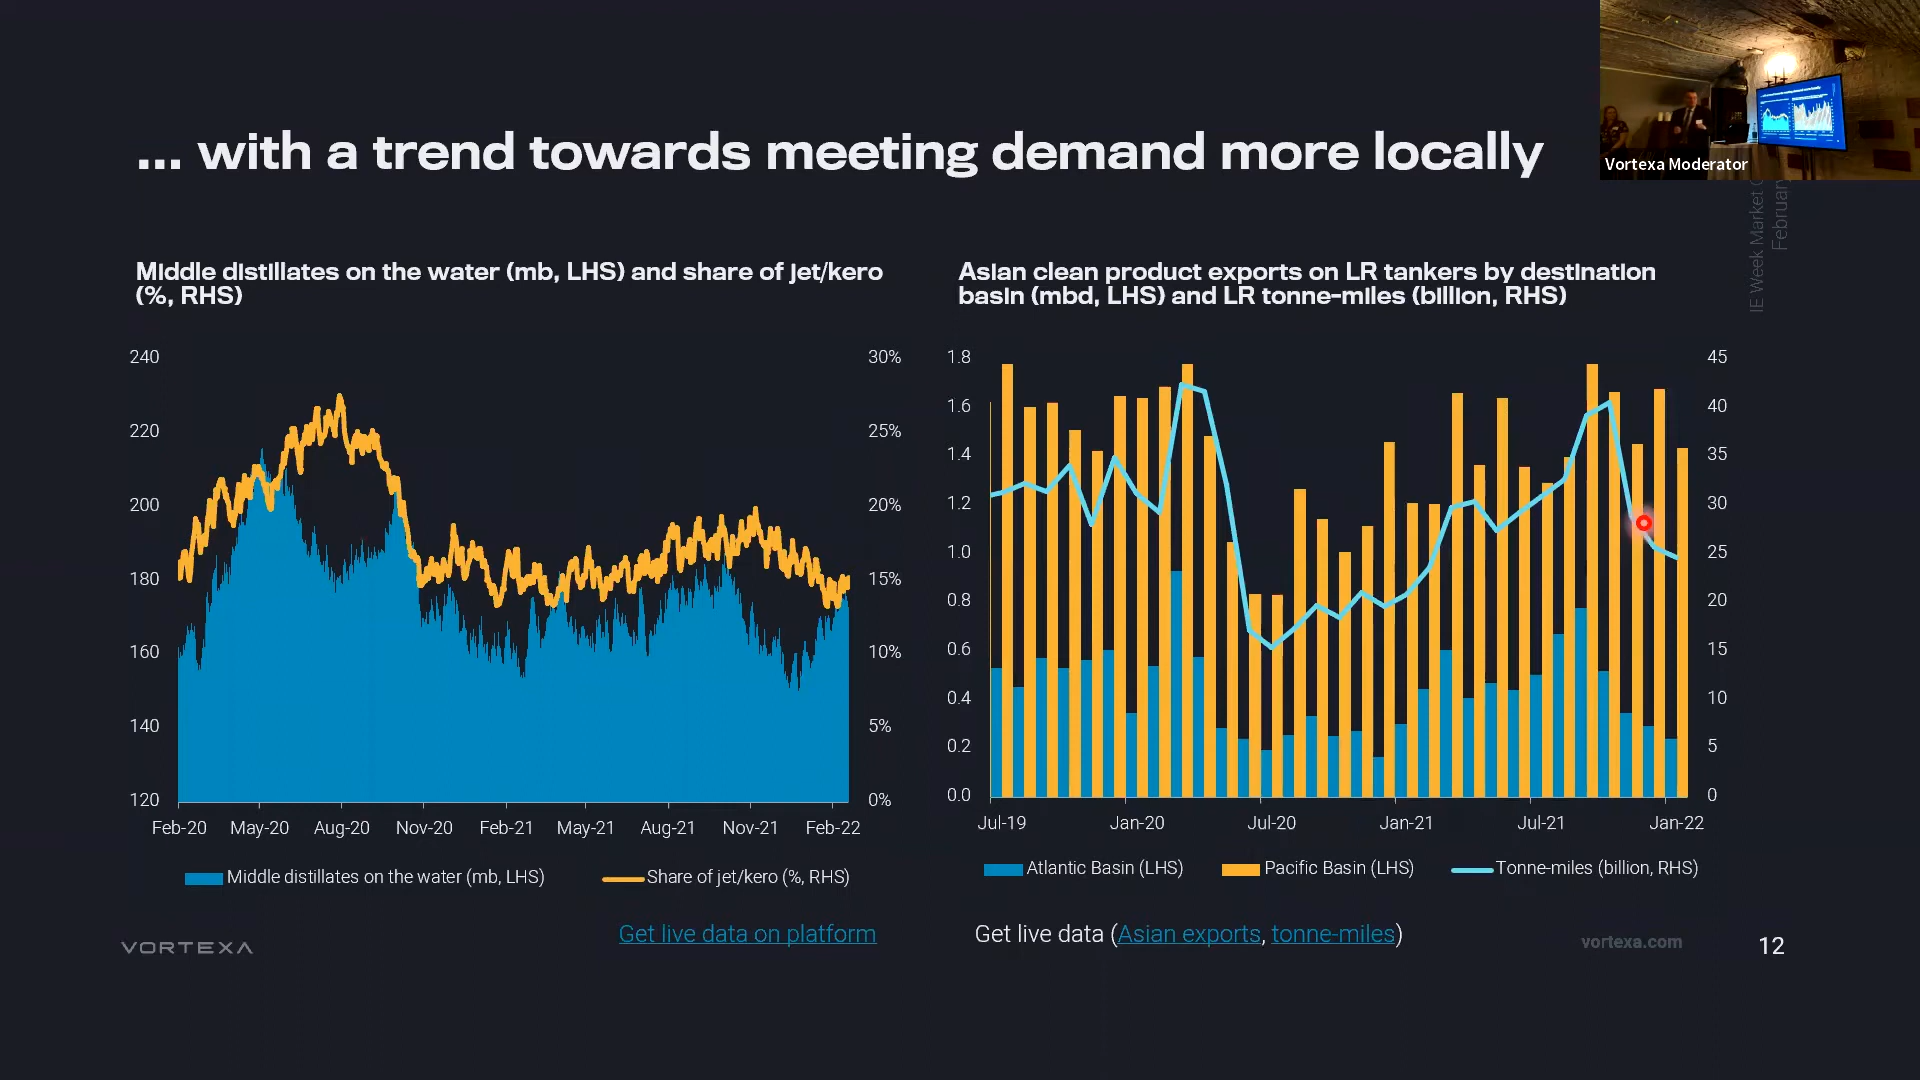 ... with a trend towards meeting demand more locally
Vortexa Moderator
IE Week Market
February
Middle distillates on the water (mb, LHS) and share of jet/kero
(%, RHS)
240
220
200
180
160
140
120
30%
25%
20%
15%
10%
5%
0%
Feb-20 May-20 Aug-20 Nov-20 Feb-21 May-21 Aug-21 Nov-21 Feb-22
Middle distillates on the water (mb, LHS) Share of jet/kero (%, RHS)
Get live data on platform
Asian clean product exports on LR tankers by destination
basin (mbd, LHS) and LR tonne-miles (billion, RHS)
1.8
1.6
1.4
1.2
1.0
0.8
0.6
0.4
0.2
0.0
45
40
35
30
25
20
15
10
5
0
Jul-19 Jan-20 Jul-20 Jan-21 Jul-21 Jan-22
Atlantic Basin (LHS) Pacific Basin (LHS) Tonne-miles (billion, RHS)
Get live data (Asian exports, tonne-miles)
VORTEXA
vortexa.com
12